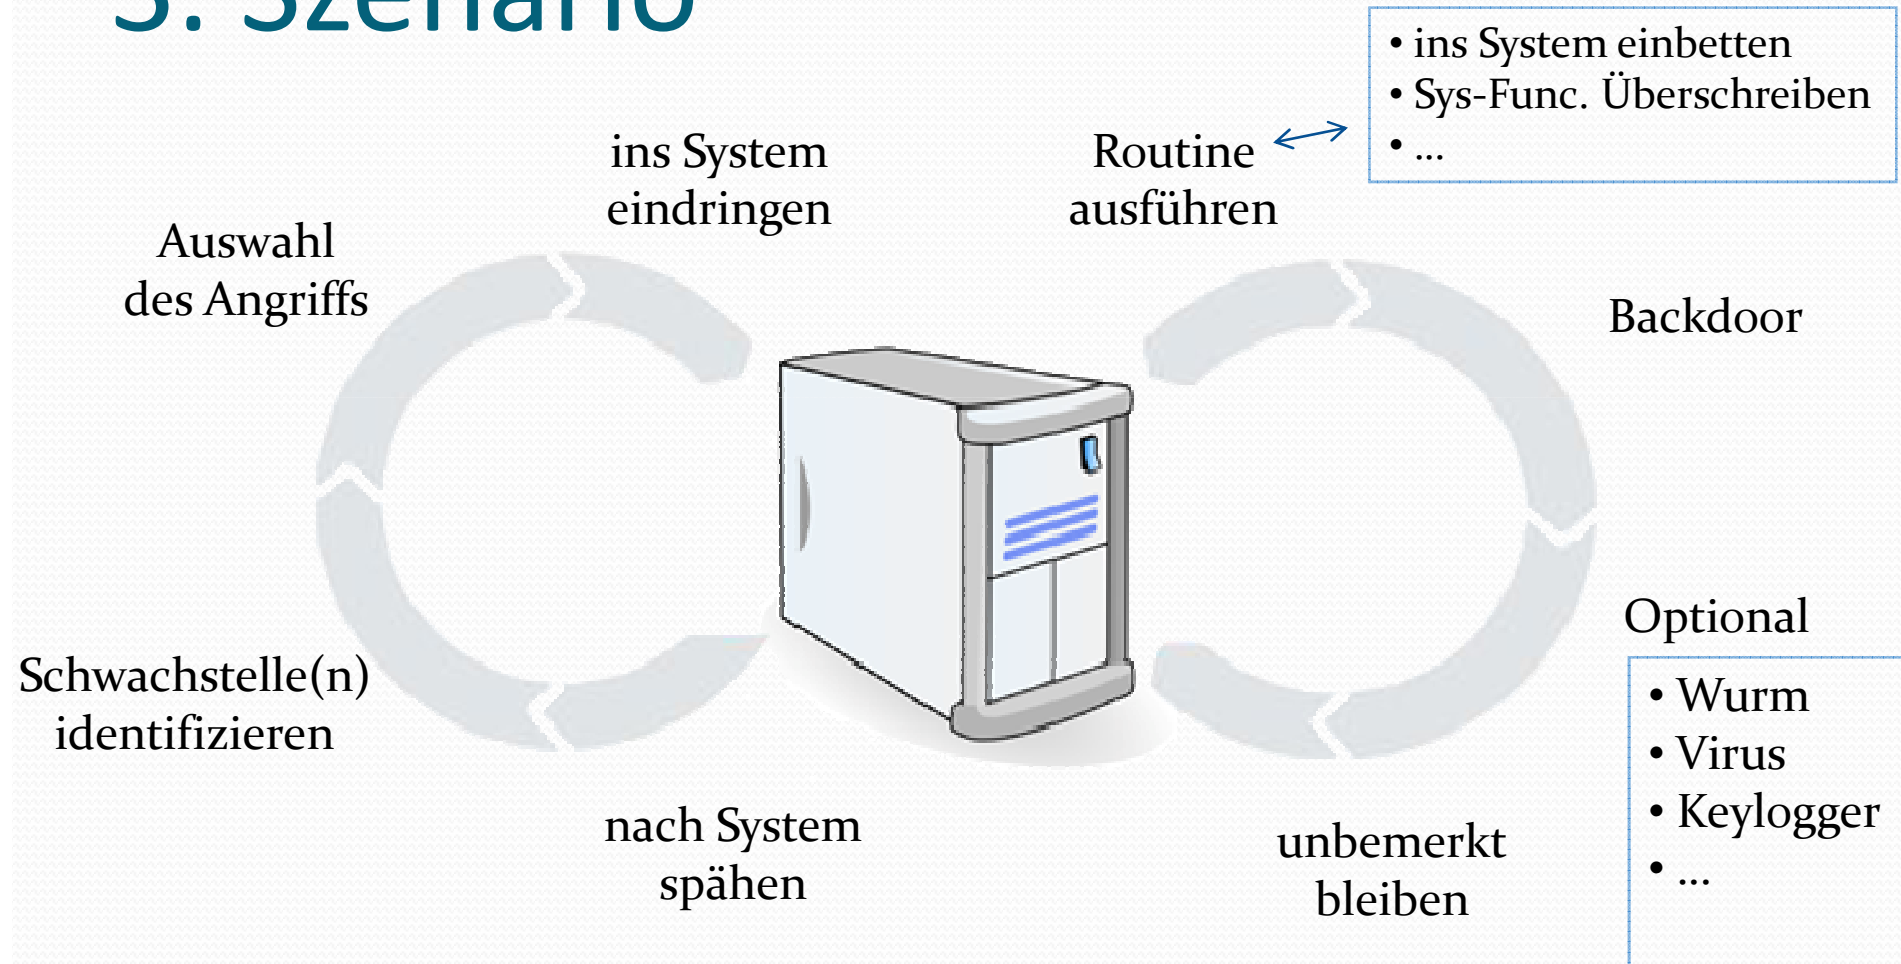 3. Szenario
• ins System einbetten
• Sys-Func. Überschreiben
• ...
ins System
eindringen
Routine
ausführen
Auswahl
des Angriffs
Backdoor
Optional
• Wurm
• Virus
• Keylogger
• ...
Schwachstelle(n)
identifizieren
nach System
spähen
unbemerkt
bleiben